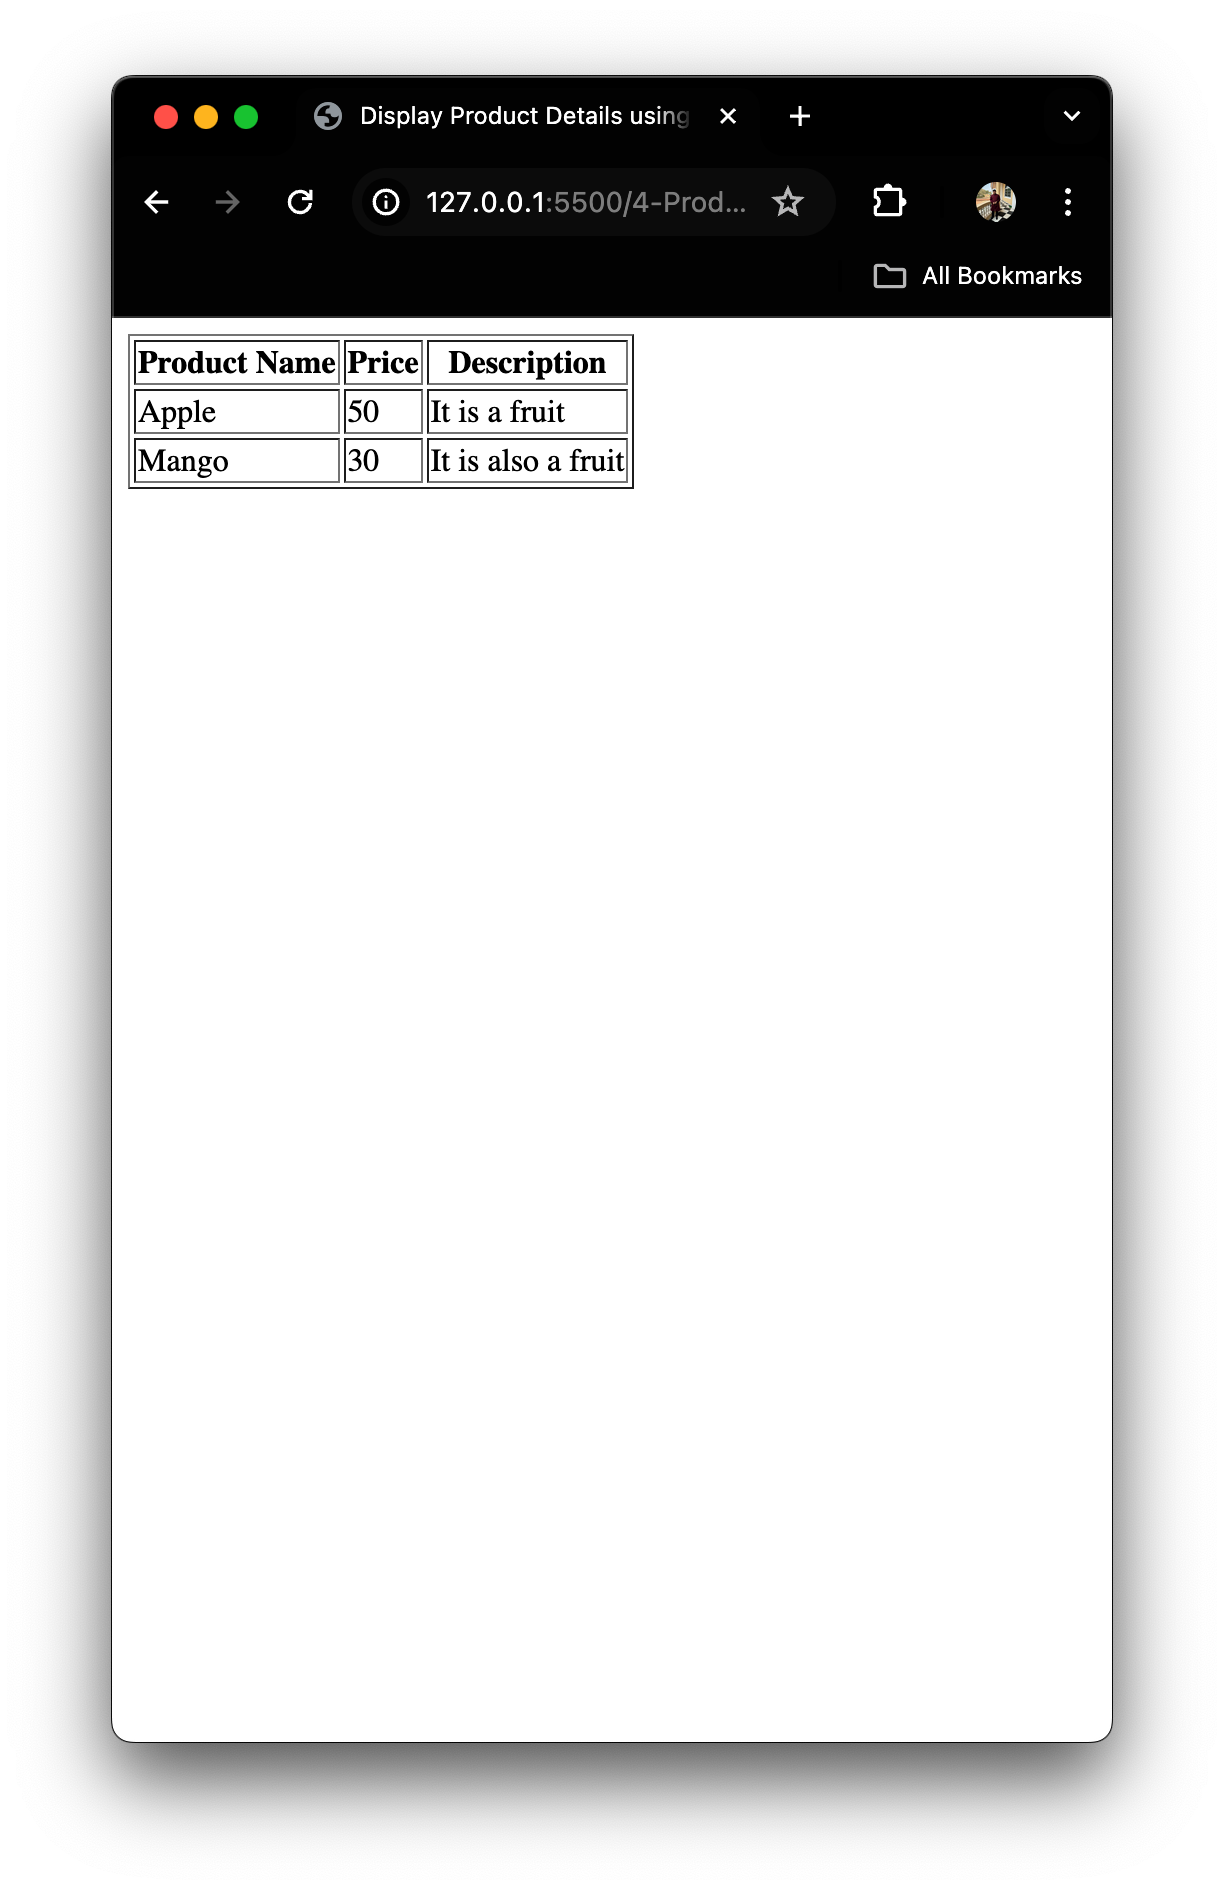 Display Product Details using
127.0.0.1:5500/4-Prod...
All Bookmarks
Product Name Price Description
Apple 50 It is a fruit
Mango 30 It is also a fruit